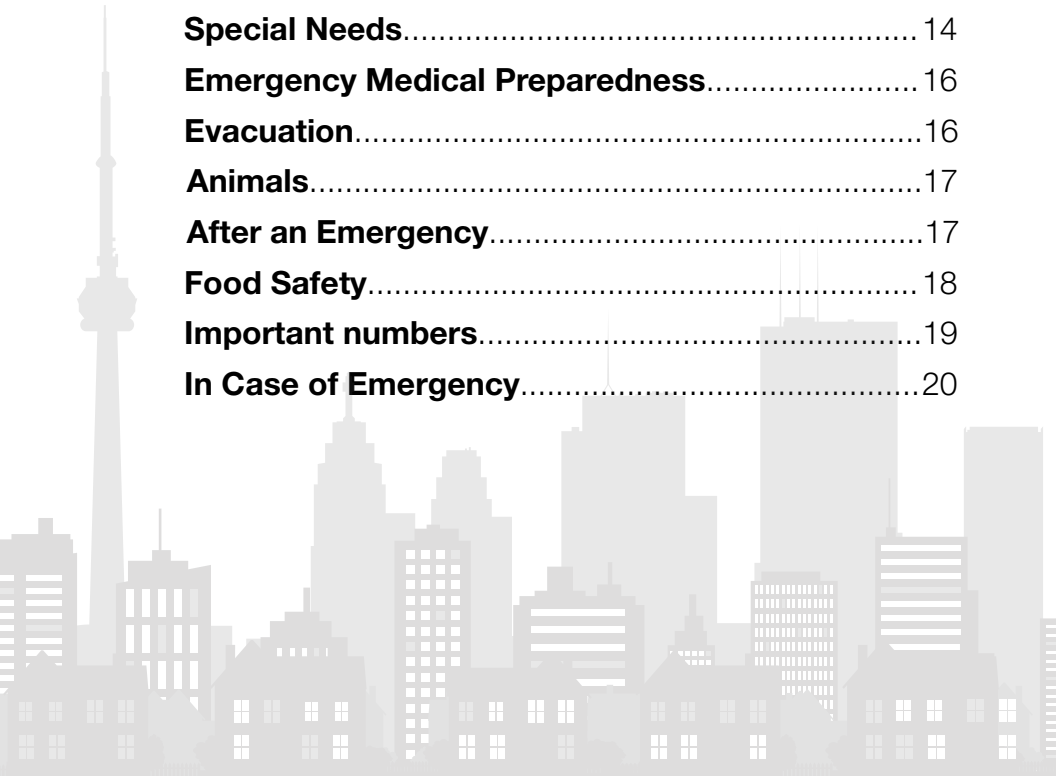 Special Needs..........................................................14
Emergency Medical Preparedness........................16
Evacuation................................................................16
Animals.....................................................................17
After an Emergency.................................................17
Food Safety..............................................................18
Important numbers..................................................19
In Case of Emergency.............................................20